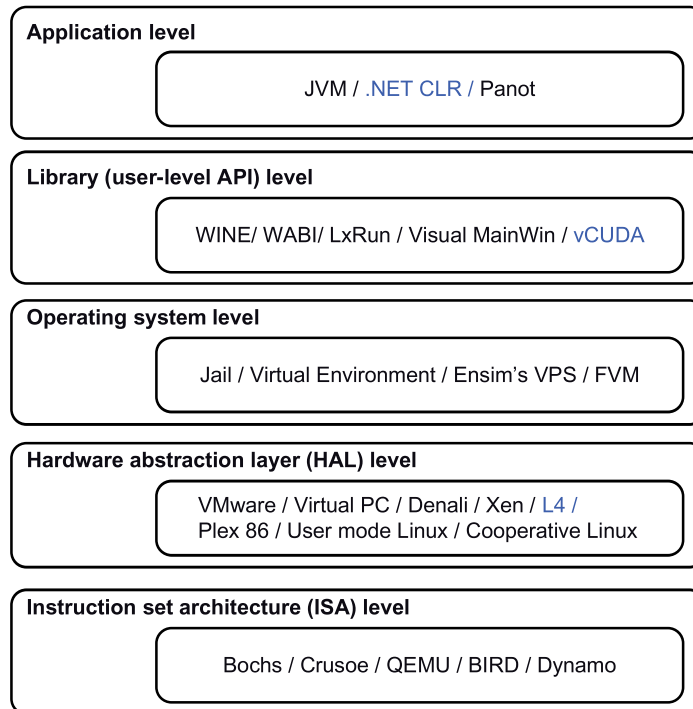 Application level
JVM / .NET CLR / Panot
Library (user-level API) level
WINE/ WABI/ LxRun / Visual MainWin / vCUDA
Operating system level
Jail / Virtual Environment / Ensim's VPS / FVM
Hardware abstraction layer (HAL) level
VMware / Virtual PC / Denali / Xen / L4 /
Plex 86 / User mode Linux / Cooperative Linux
Instruction set architecture (ISA) level
Bochs / Crusoe / QEMU / BIRD / Dynamo